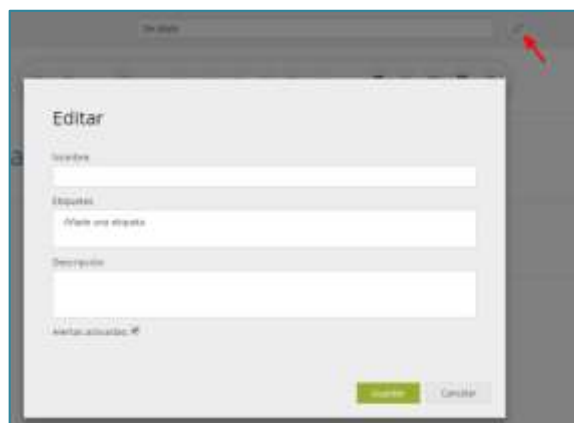 Editar
Nombre
Etiquetas
Añade una etiqueta
Descripción
Alertas activadas
Guardar
Cancelar